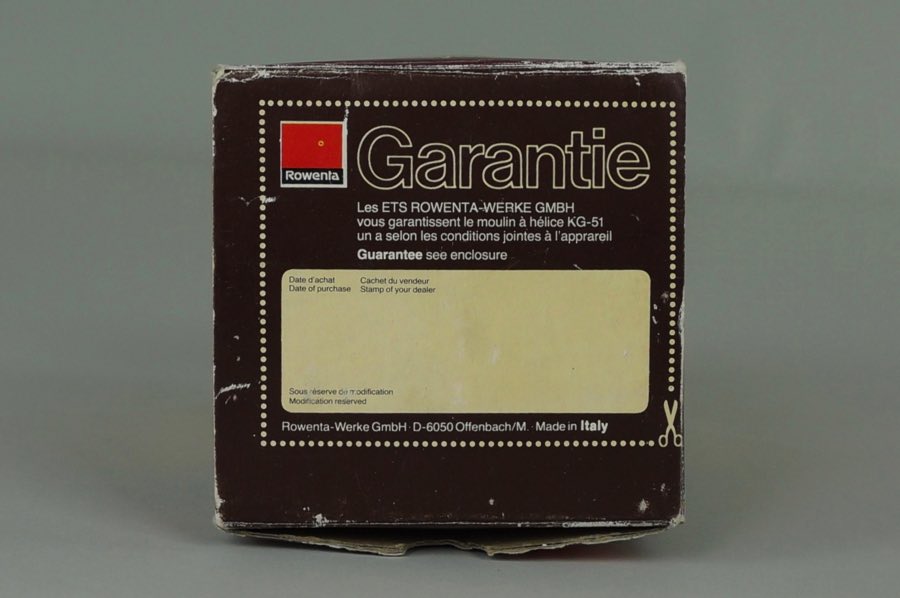 Rowenta
Garantie
Les ETS ROWENTA-WERKE GMBH
vous garantissent le moulin à hélice KG-51
un a selon les conditions jointes à l'apprareil
Guarantee see enclosure
Date d'achat Cachet du vendeur
Date of purchase Stamp of your dealer
Sous réserve de modification
Modification reserved
Rowenta-Werke GmbH · D-6050 Offenbach/M. · Made in Italy